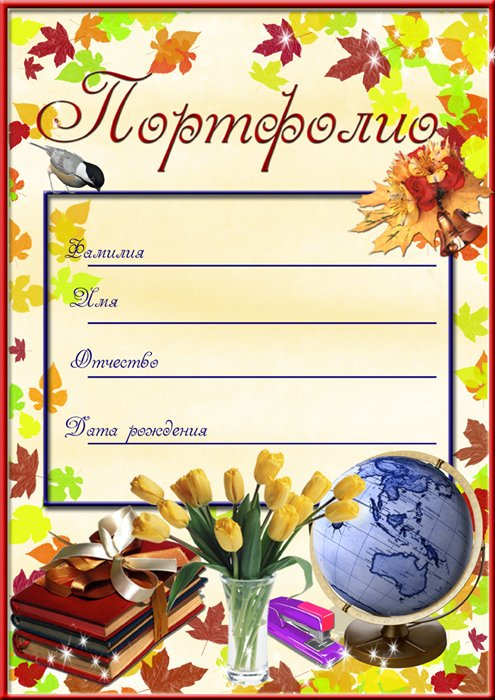 Портфолио
Фамилия
Имя
Отчество
Дата рождения